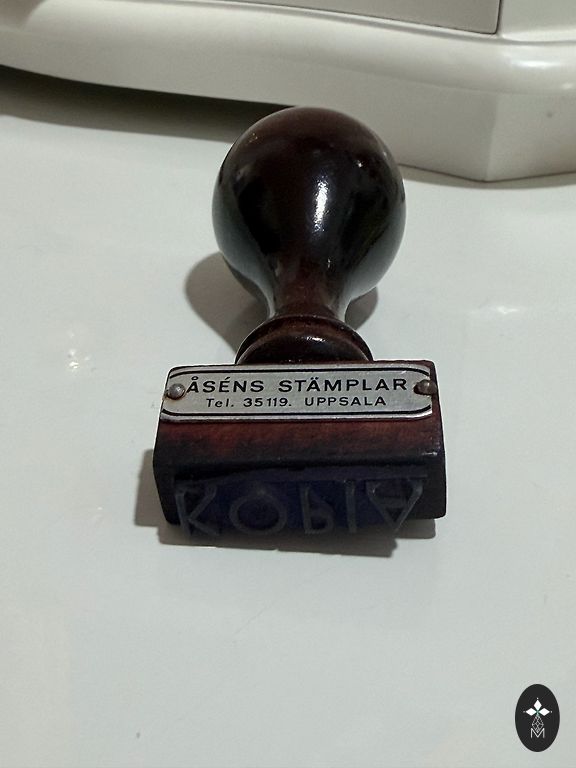 ÅSÉNS STÄMPLAR
Tel. 35119. UPPSALA
KOPIA
M